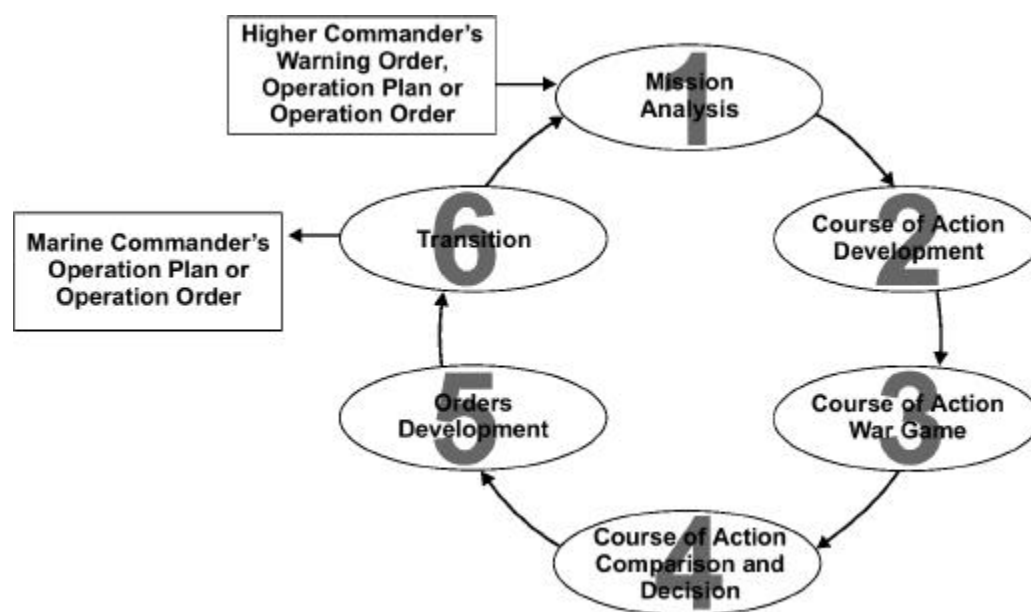 Higher Commander's
Warning Order,
Operation Plan or
Operation Order
1
Mission
Analysis
2
Course of Action
Development
3
Course of Action
War Game
4
Course of Action
Comparison and
Decision
5
Orders
Development
6
Transition
Marine Commander's
Operation Plan or
Operation Order